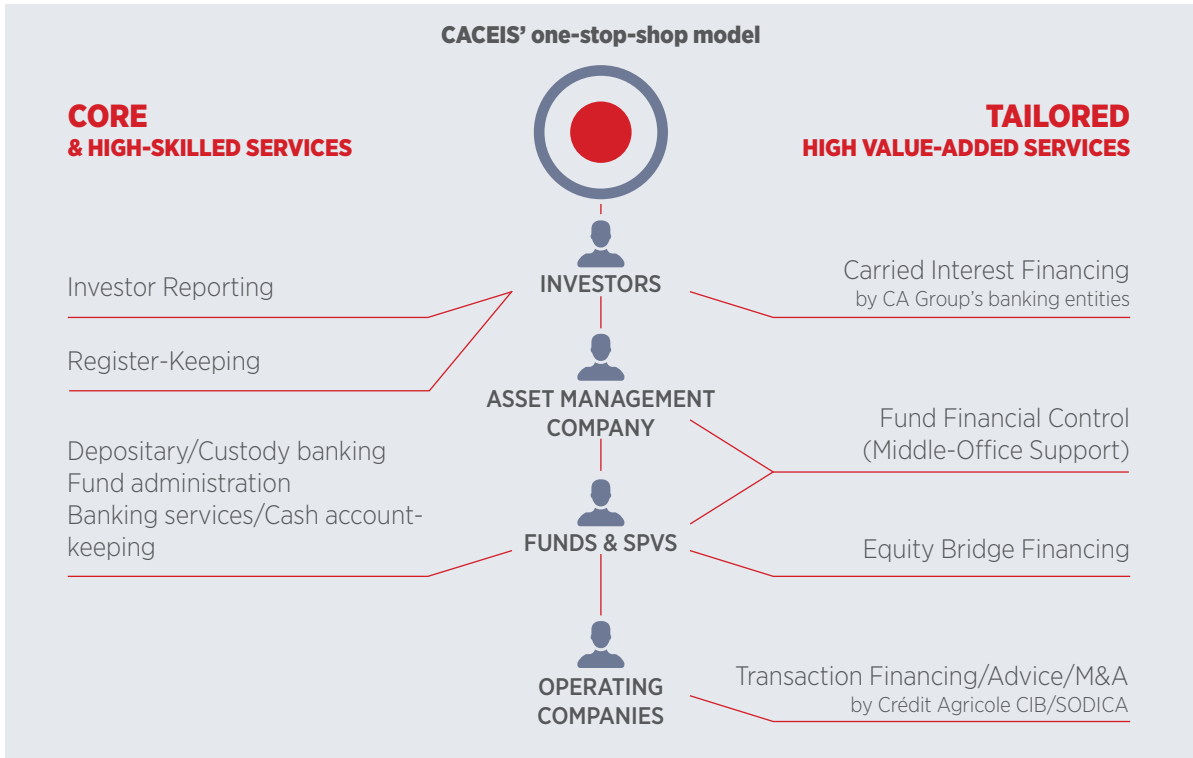 CACEIS' one-stop-shop model
CORE
& HIGH-SKILLED SERVICES
TAILORED
HIGH VALUE-ADDED SERVICES
INVESTORS
Investor Reporting
Register-Keeping
Carried Interest Financing
by CA Group's banking entities
ASSET MANAGEMENT
COMPANY
Depositary/Custody banking
Fund administration
Banking services/Cash account-
keeping
Fund Financial Control
(Middle-Office Support)
FUNDS & SPVS
Equity Bridge Financing
OPERATING
COMPANIES
Transaction Financing/Advice/M&A
by Crédit Agricole CIB/SODICA